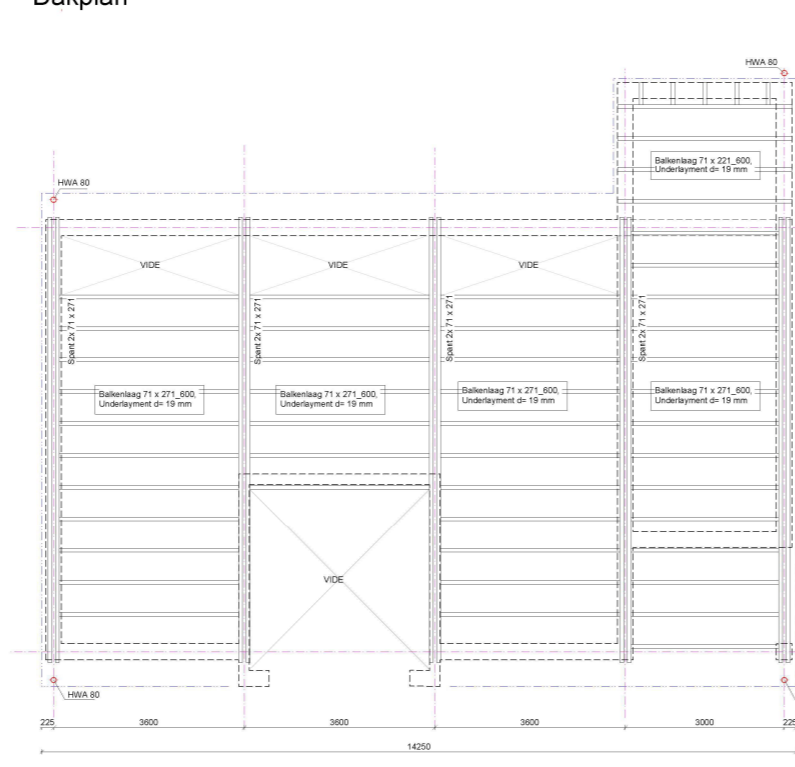 Dakplan
HWA 80
HWA 80
Balkenlaag 71 x 221_600,
Underlayment d= 19 mm
VIDE
VIDE
VIDE
Spant 2x 71 x 271
Spant 2x 71 x 271
Spant 2x 71 x 271
Spant 2x 71 x 271
Balkenlaag 71 x 271_600,
Underlayment d= 19 mm
Balkenlaag 71 x 271_600,
Underlayment d= 19 mm
Balkenlaag 71 x 271_600,
Underlayment d= 19 mm
Balkenlaag 71 x 271_600,
Underlayment d= 19 mm
VIDE
HWA 80
225
3600
3600
3600
3000
225
14250